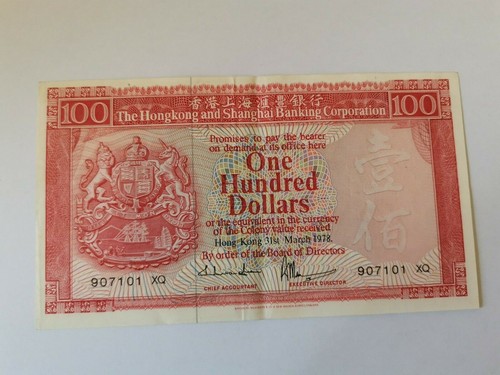 香港上海滙豐銀行
100 The Hongkong and Shanghai Banking Corporation 100
Promises to pay the bearer
on demand at its office here
One
Hundred
Dollars
or the equivalent in the currency
of the Colony value received
Hong Kong 31st March 1978.
By order of the Board of Directors
壹佰
907101 XQ
907101 XQ
CHIEF ACCOUNTANT
EXECUTIVE DIRECTOR